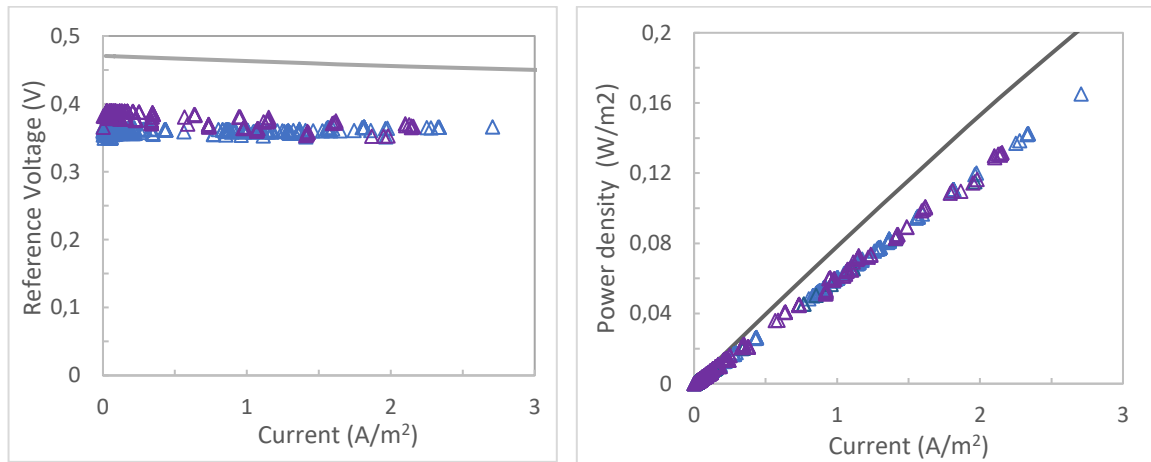 0,5
0,4
0,3
0,2
0,1
0
Reference Voltage (V)
0 1 2 3
Current (A/m²)
0,2
0,16
0,12
0,08
0,04
0
Power density (W/m2)
0 1 2 3
Current (A/m²)